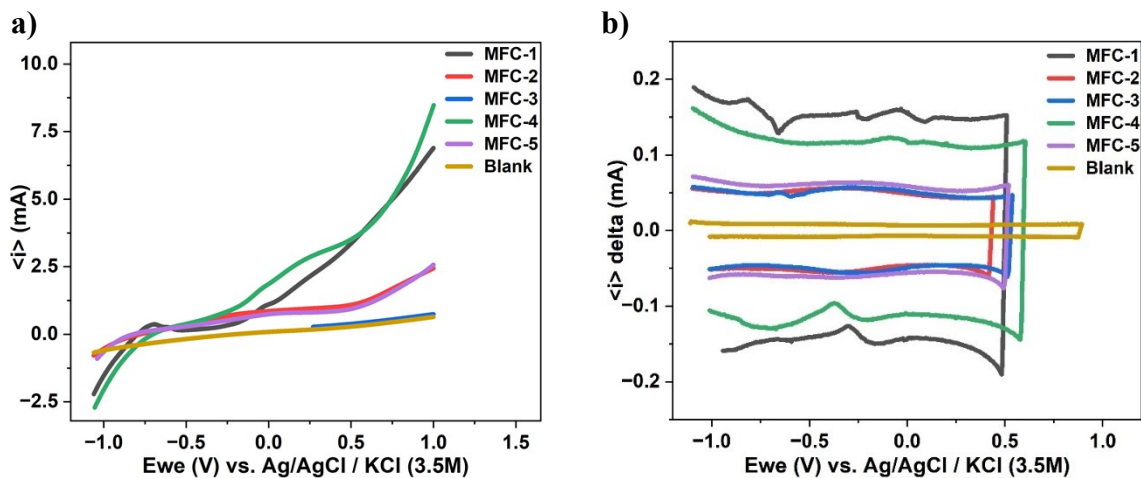 a)
10.0
7.5
5.0
2.5
0.0
−2.5
<i> (mA)
MFC-1
MFC-2
MFC-3
MFC-4
MFC-5
Blank
−1.0 −0.5 0.0 0.5 1.0 1.5
Ewe (V) vs. Ag/AgCl / KCl (3.5M)
b)
0.2
0.1
0.0
−0.1
−0.2
<i> delta (mA)
MFC-1
MFC-2
MFC-3
MFC-4
MFC-5
Blank
−1.0 −0.5 0.0 0.5 1.0
Ewe (V) vs. Ag/AgCl / KCl (3.5M)